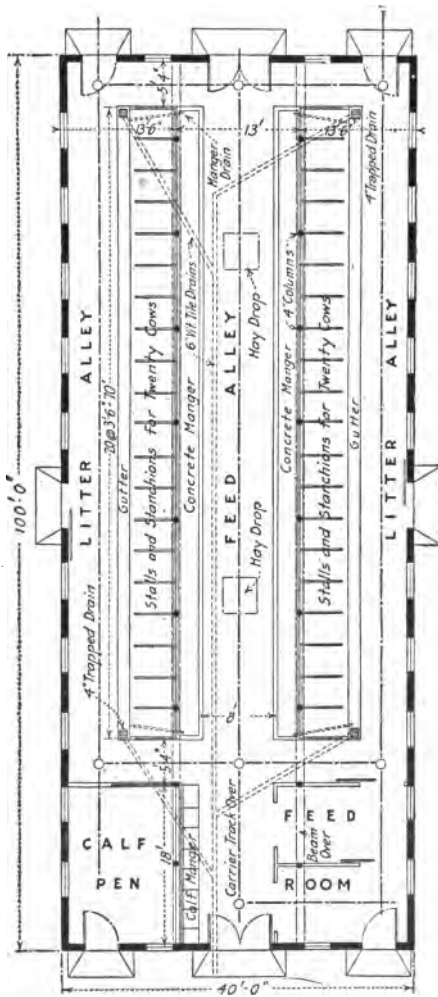 5'4"
13'6"
13'
13'6"
Manger
Drain
4" Trapped Drain
6" Vit Tile Drains
4" Columns
Hay Drop
LITTER ALLEY
20@3'6"=70'
Gutter
Stalls and Stanchions for Twenty Cows
Concrete Manger
FEED ALLEY
Concrete Manger
Stalls and Stanchions for Twenty Cows
Gutter
LITTER ALLEY
100'-0"
Hay Drop
4" Trapped Drain
8'
5'4"
18'
CALF
PEN
Calf Manger
Carrier Track Over
FEED
Beam
Over
ROOM
40'-0"